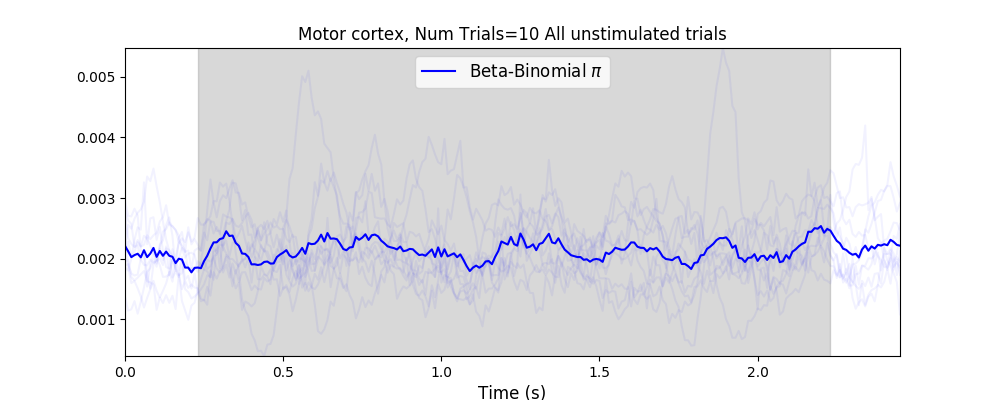 Motor cortex, Num Trials=10 All unstimulated trials
Beta-Binomial π
0.005
0.004
0.003
0.002
0.001
0.0 0.5 1.0 1.5 2.0
Time (s)